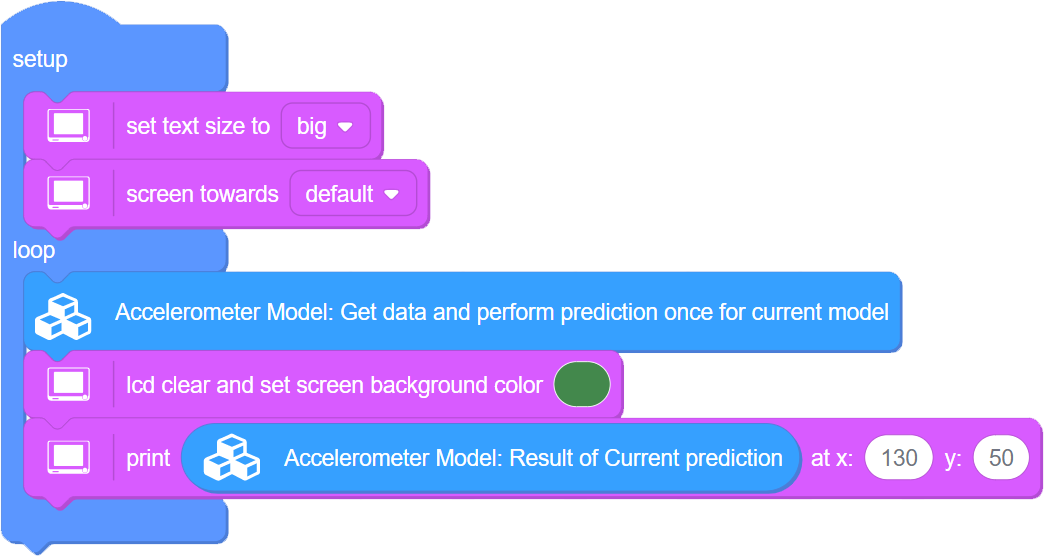 setup
set text size to big
screen towards default
loop
Accelerometer Model: Get data and perform prediction once for current model
lcd clear and set screen background color
print Accelerometer Model: Result of Current prediction at x: 130 y: 50